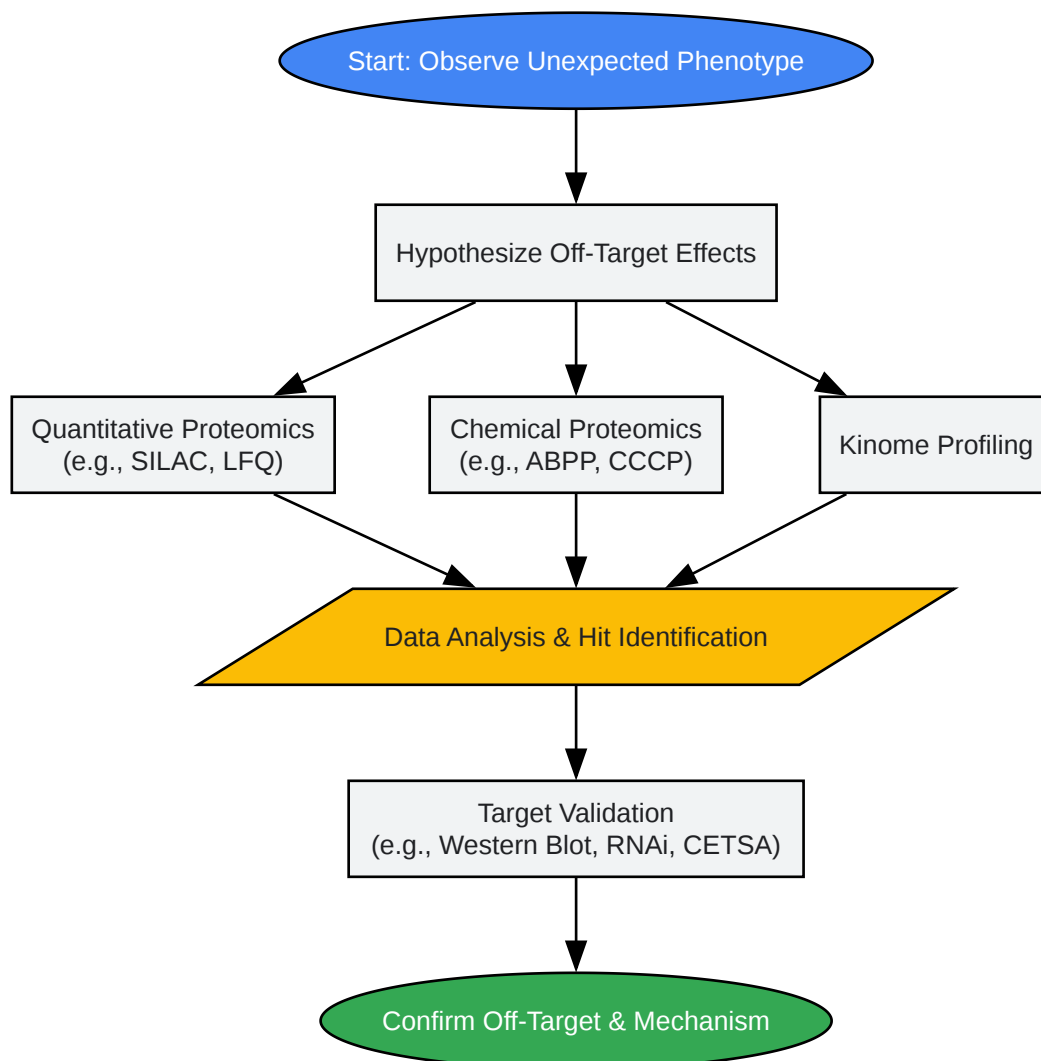 Start: Observe Unexpected Phenotype
Hypothesize Off-Target Effects
Quantitative Proteomics
(e.g., SILAC, LFQ)
Chemical Proteomics
(e.g., ABPP, CCCP)
Kinome Profiling
Data Analysis & Hit Identification
Target Validation
(e.g., Western Blot, RNAi, CETSA)
Confirm Off-Target & Mechanism